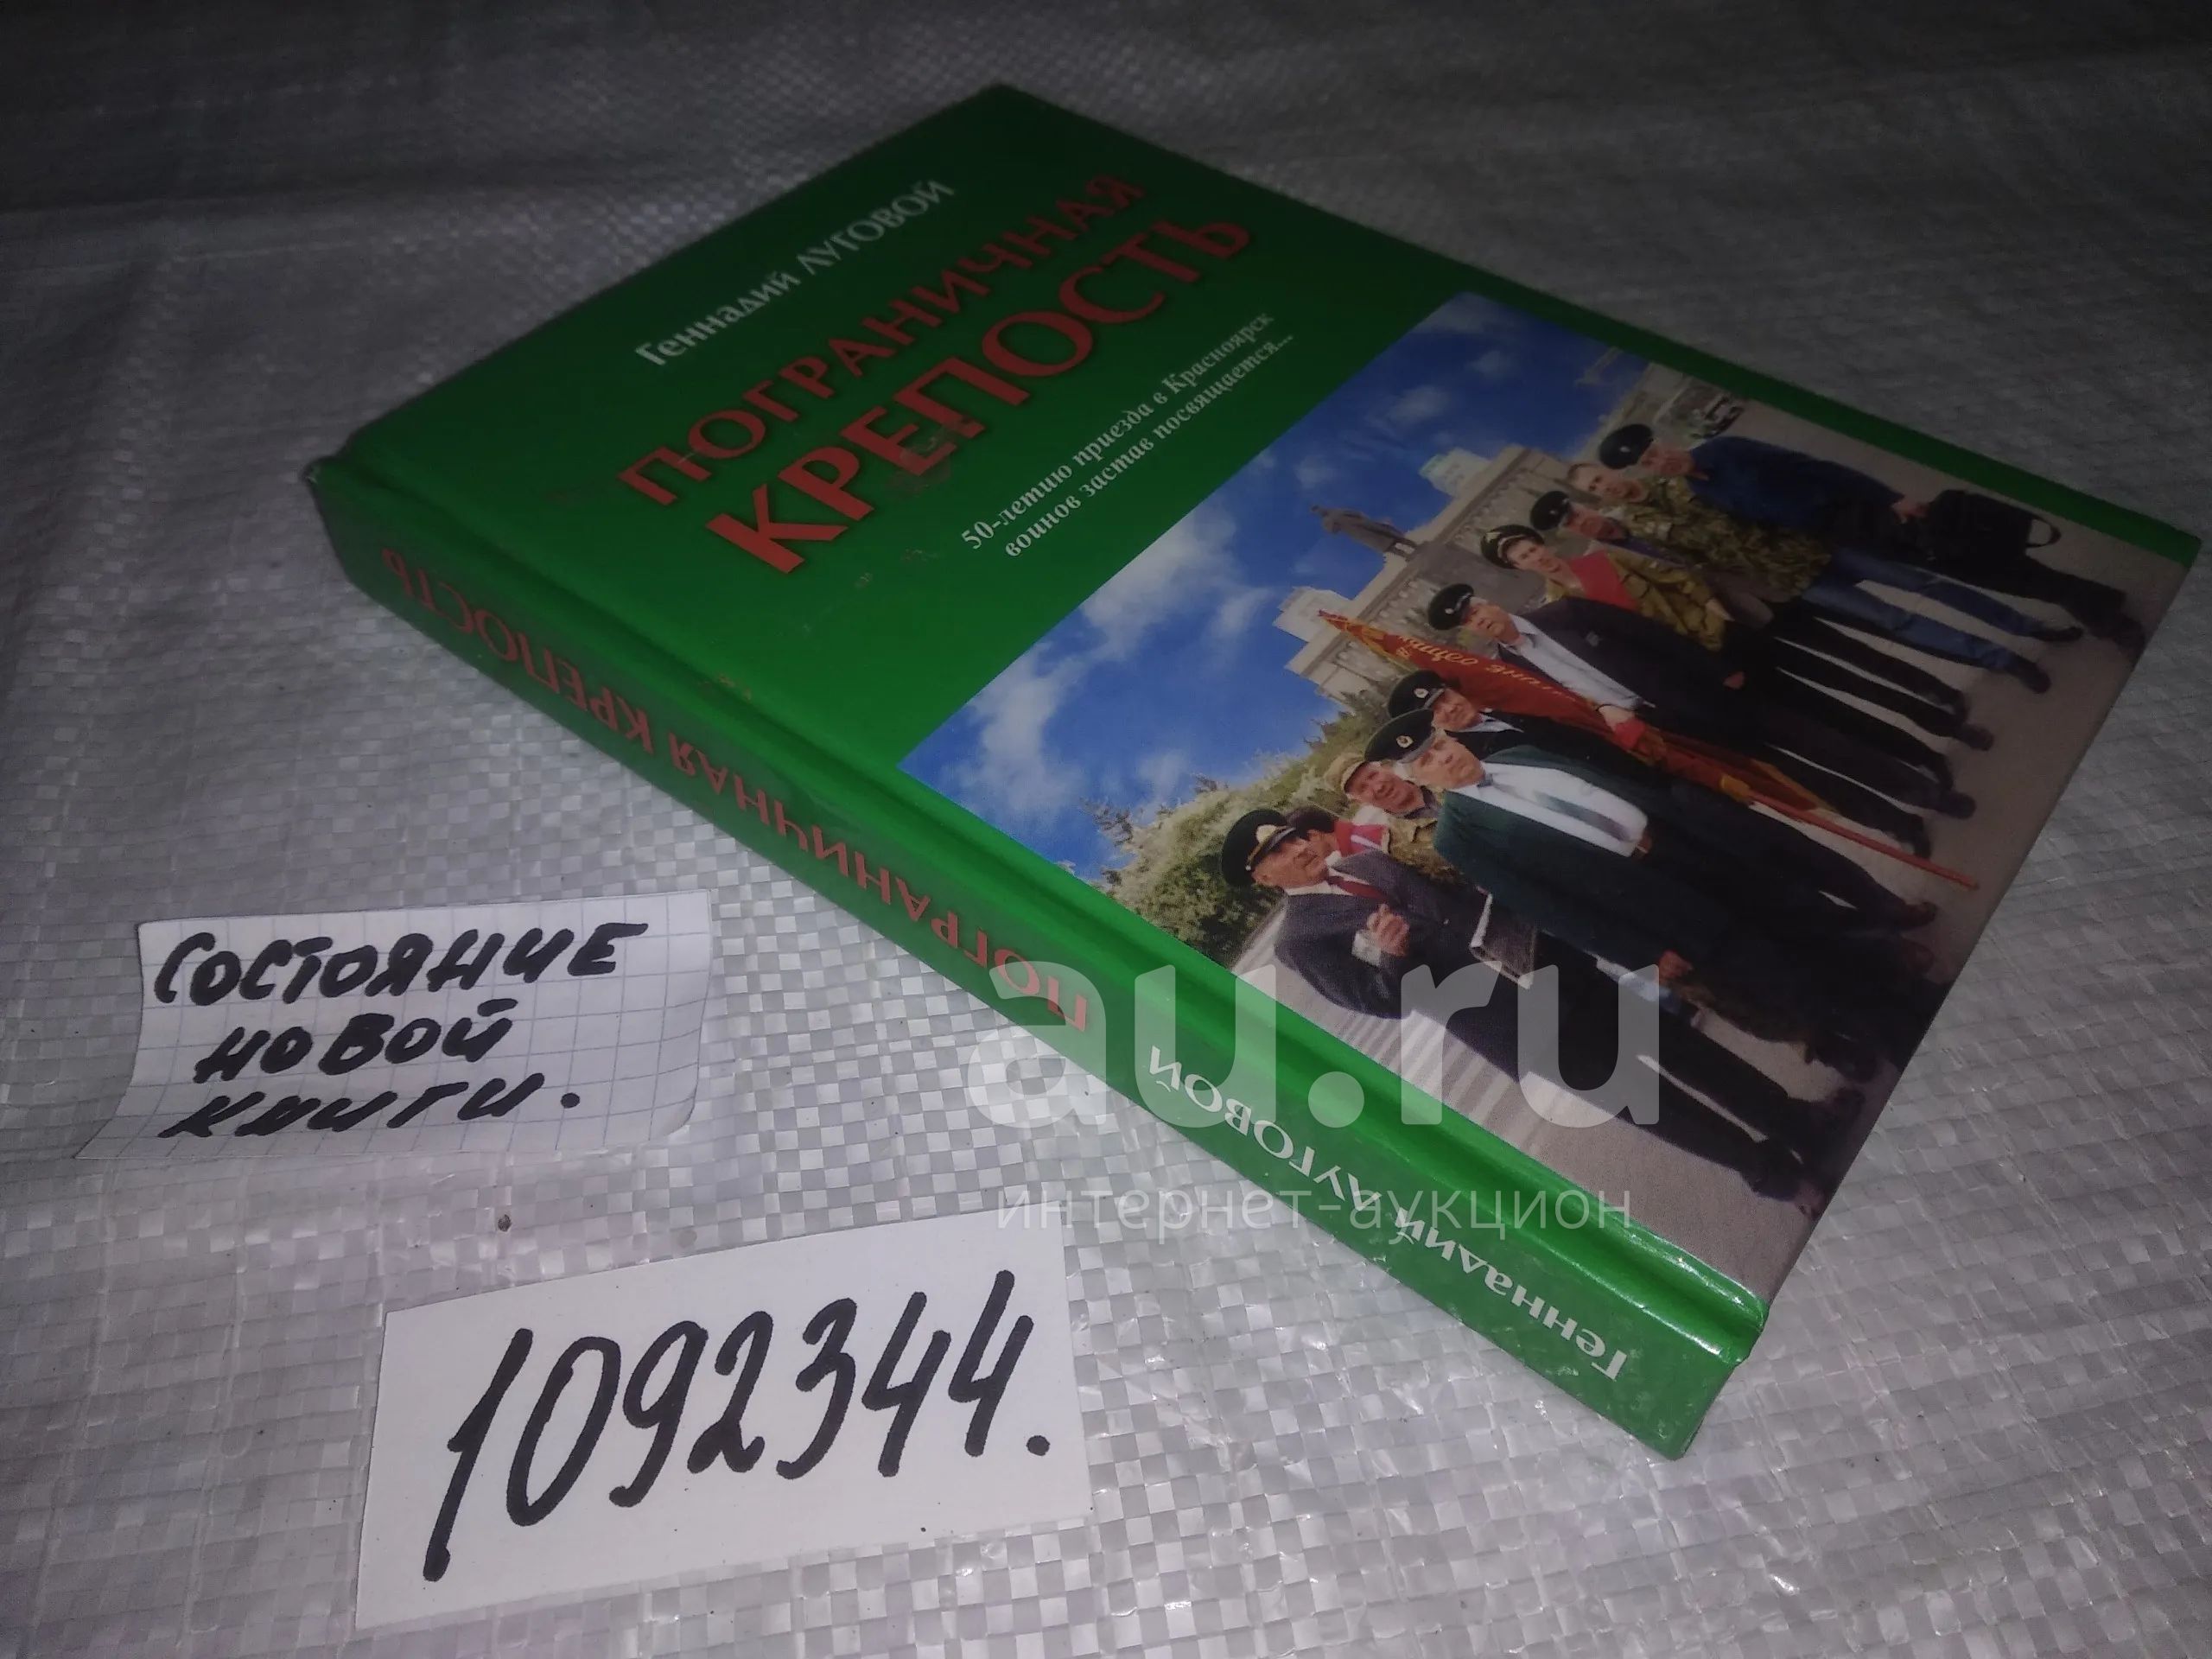 Геннадий ЛУГОВОЙ
ПОГРАНИЧНАЯ
КРЕПОСТЬ
50-летию приезда в Красноярск
воинов застав посвящается...
Геннадий ЛУГОВОЙ ПОГРАНИЧНАЯ КРЕПОСТЬ
СОСТОЯНИЕ
НОВОЙ
КНИГИ.
1092344.
au.ru
интернет-аукцион